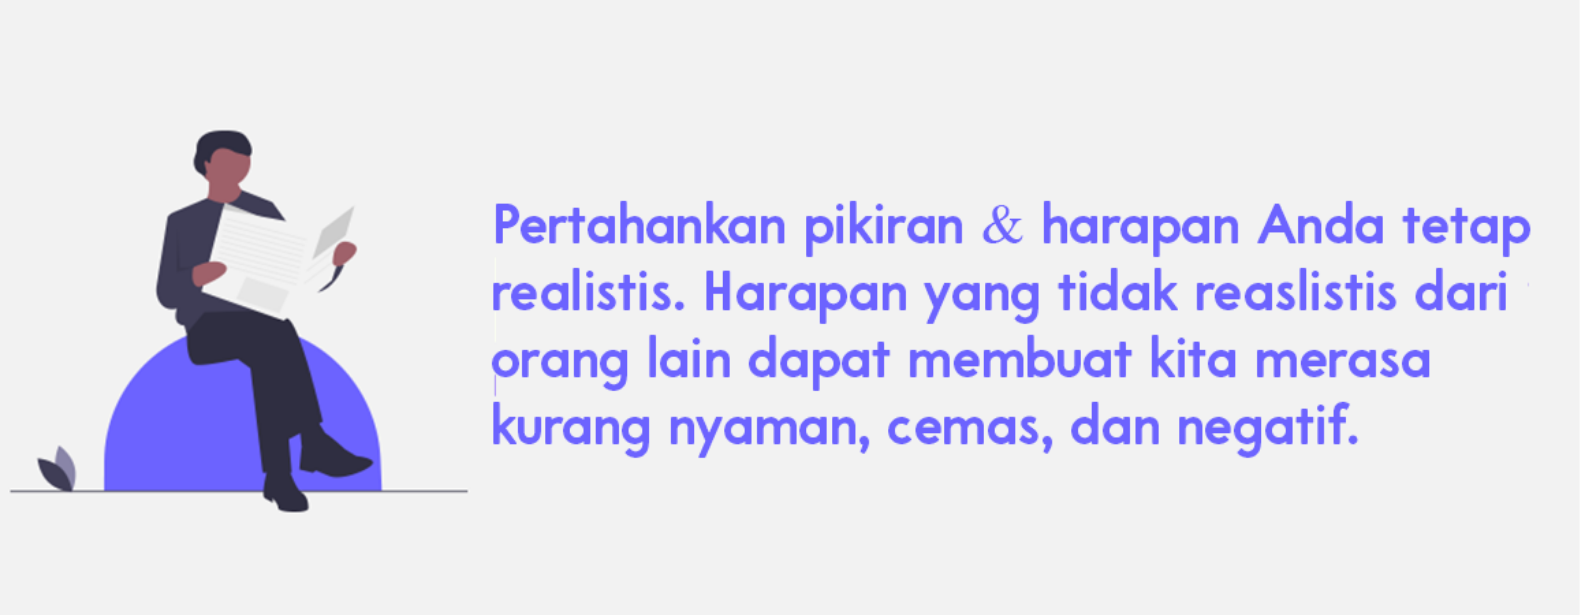 Pertahankan pikiran & harapan Anda tetap
realistis. Harapan yang tidak reaslistis dari
orang lain dapat membuat kita merasa
kurang nyaman, cemas, dan negatif.